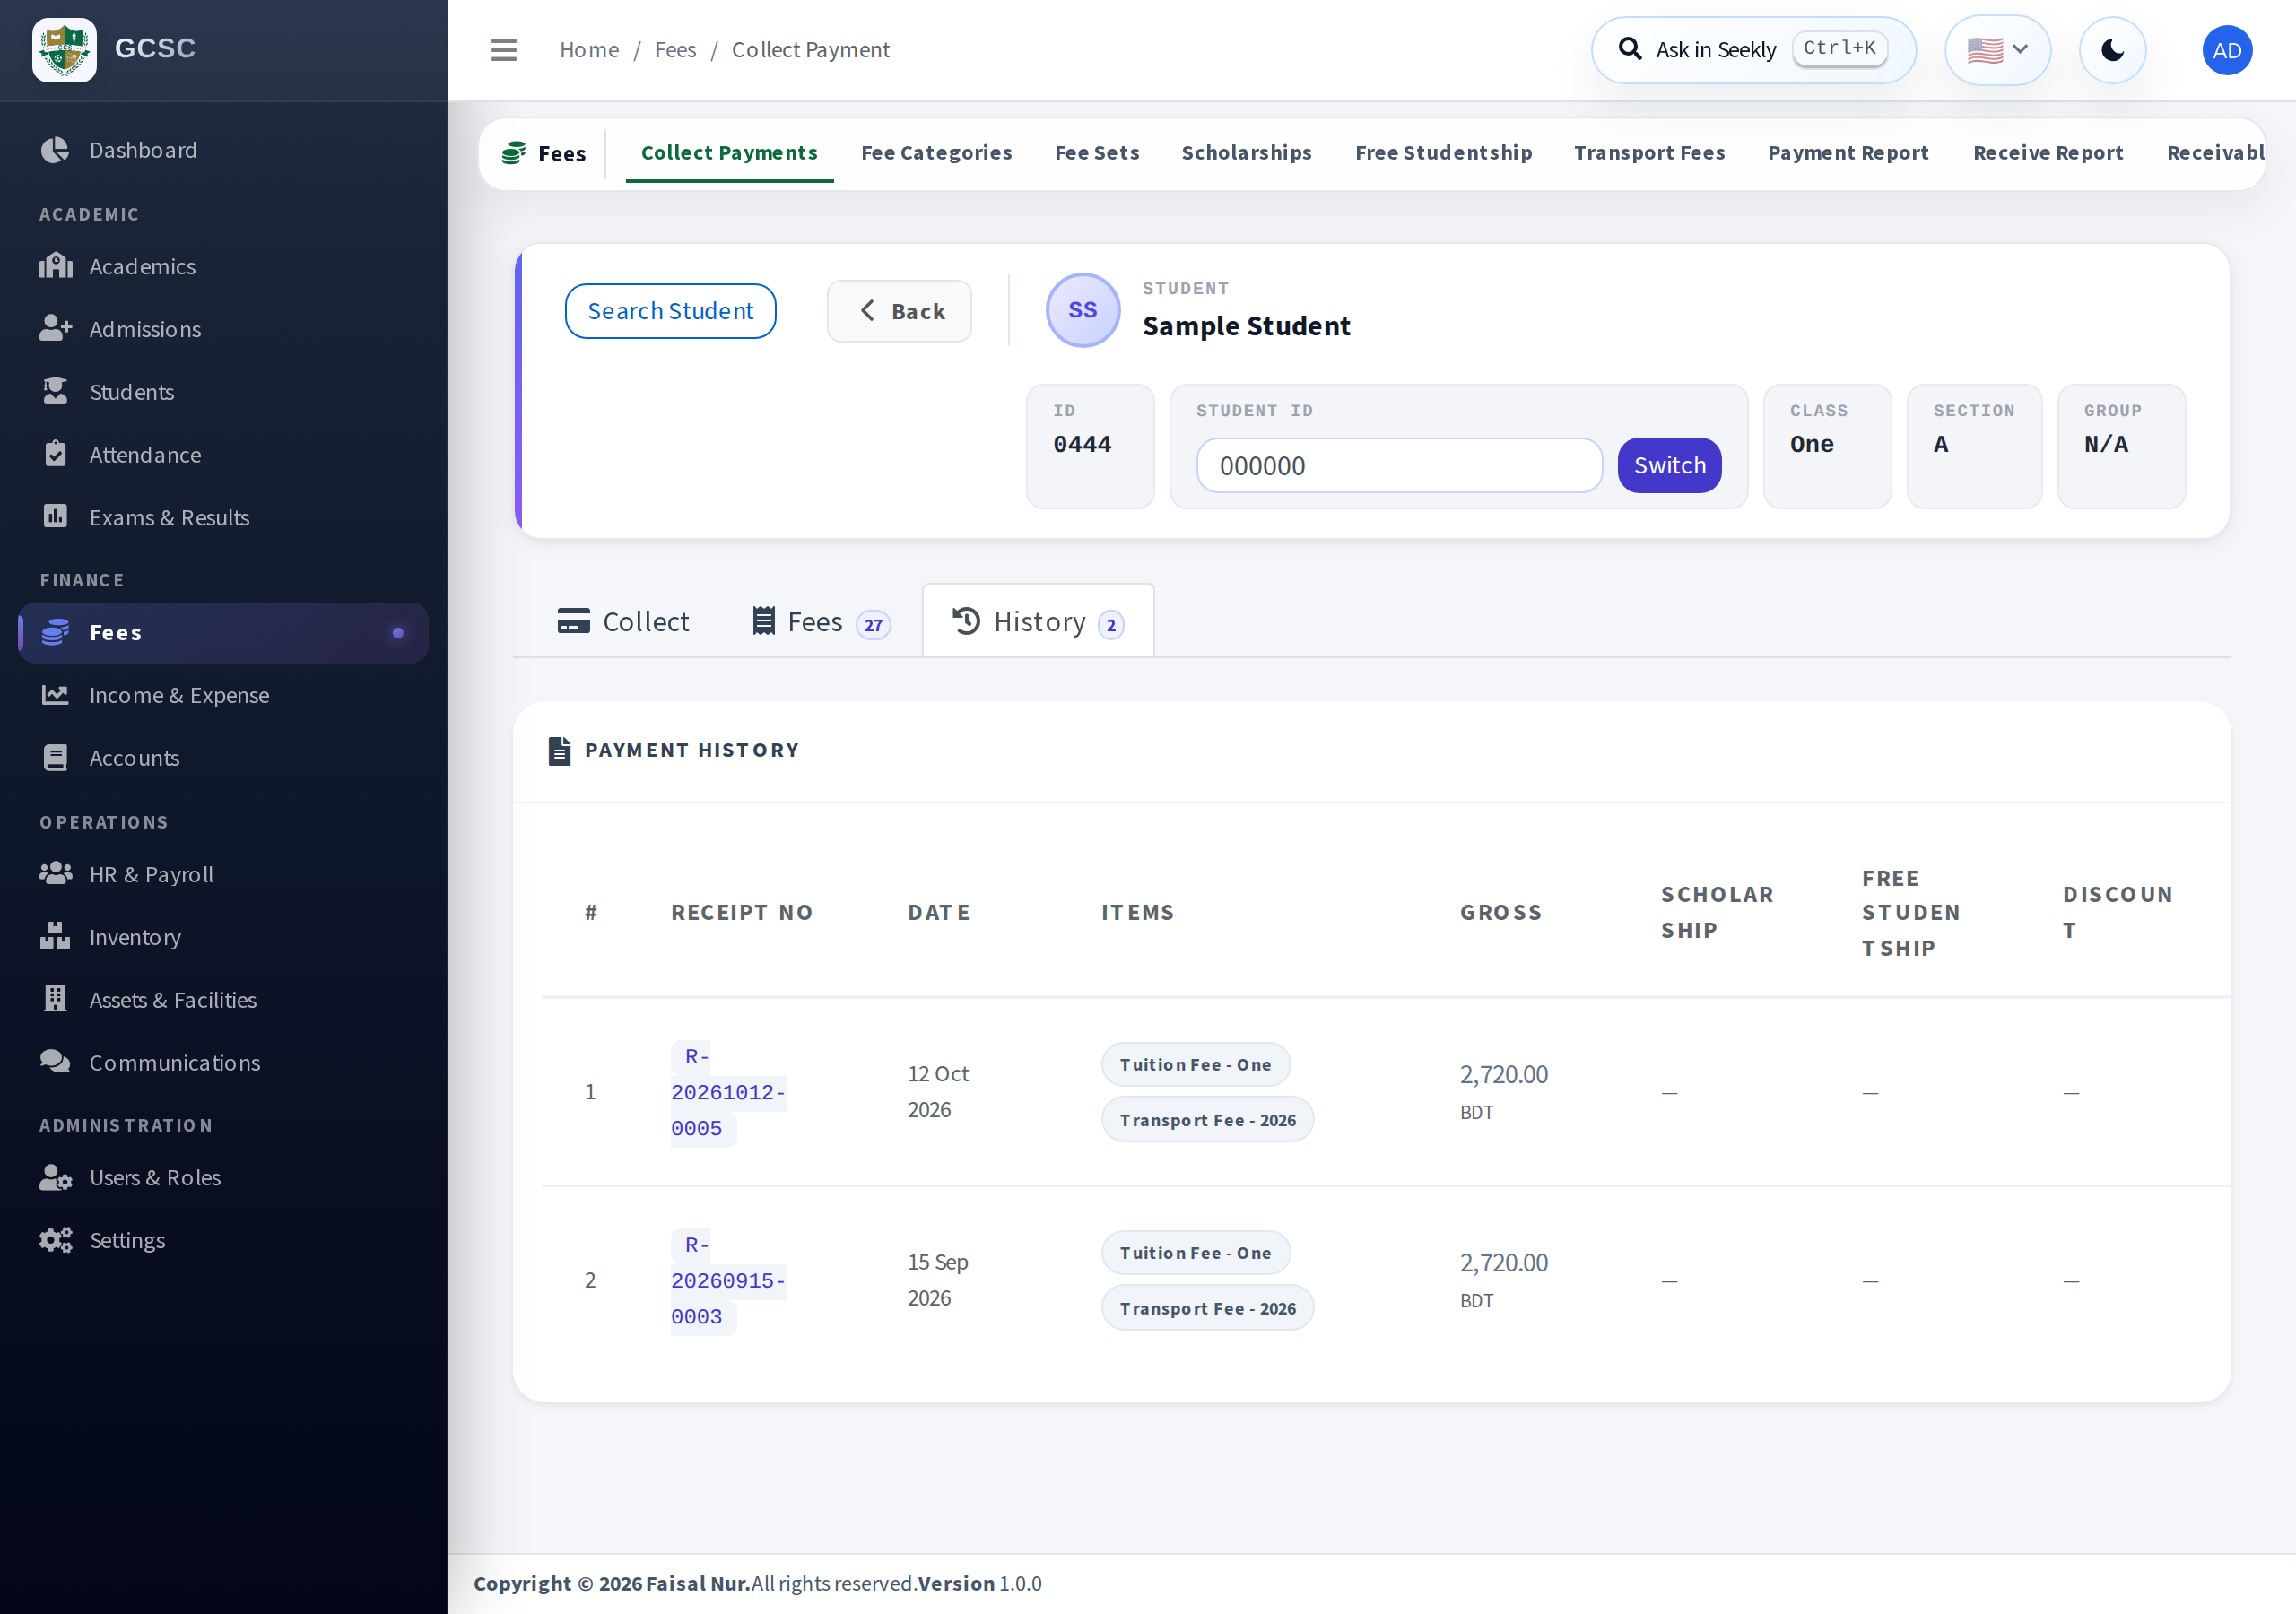 GCSC
Home / Fees / Collect Payment
Ask in Seekly Ctrl+K
AD
Dashboard
ACADEMIC
Academics
Admissions
Students
Attendance
Exams & Results
FINANCE
Fees
Income & Expense
Accounts
OPERATIONS
HR & Payroll
Inventory
Assets & Facilities
Communications
ADMINISTRATION
Users & Roles
Settings
Fees Collect Payments Fee Categories Fee Sets Scholarships Free Studentship Transport Fees Payment Report Receive Report Receivabl
Search Student
Back
SS
STUDENT
Sample Student
ID
0444
STUDENT ID
000000
Switch
CLASS
One
SECTION
A
GROUP
N/A
Collect
Fees 27
History 2
PAYMENT HISTORY
# RECEIPT NO DATE ITEMS GROSS
SCHOLAR
SHIP
FREE
STUDEN
TSHIP
DISCOUN
T
1
R-
20261012-
0005
12 Oct
2026
Tuition Fee - One
Transport Fee - 2026
2,720.00
BDT
— — —
2
R-
20260915-
0003
15 Sep
2026
Tuition Fee - One
Transport Fee - 2026
2,720.00
BDT
— — —
Copyright © 2026 Faisal Nur.All rights reserved.Version 1.0.0